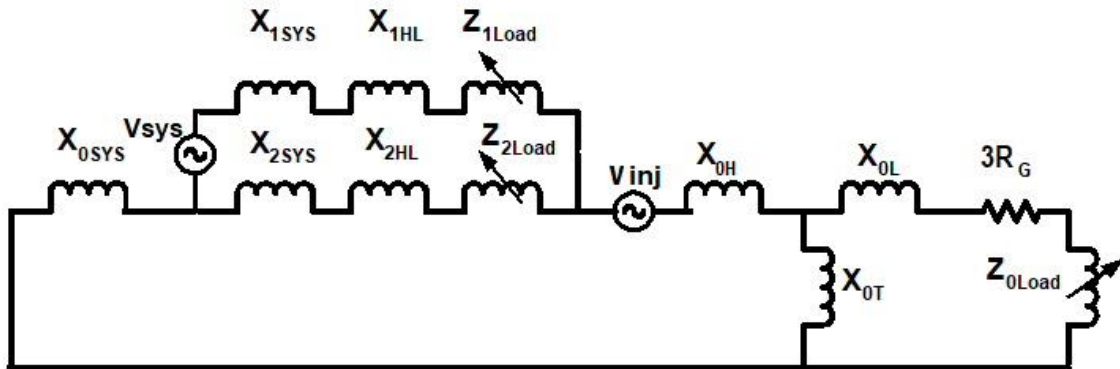 X1SYS X1HL Z1Load
Vsys
X0SYS X2SYS X2HL Z2Load
Vinj X0H X0L 3RG
X0T Z0Load